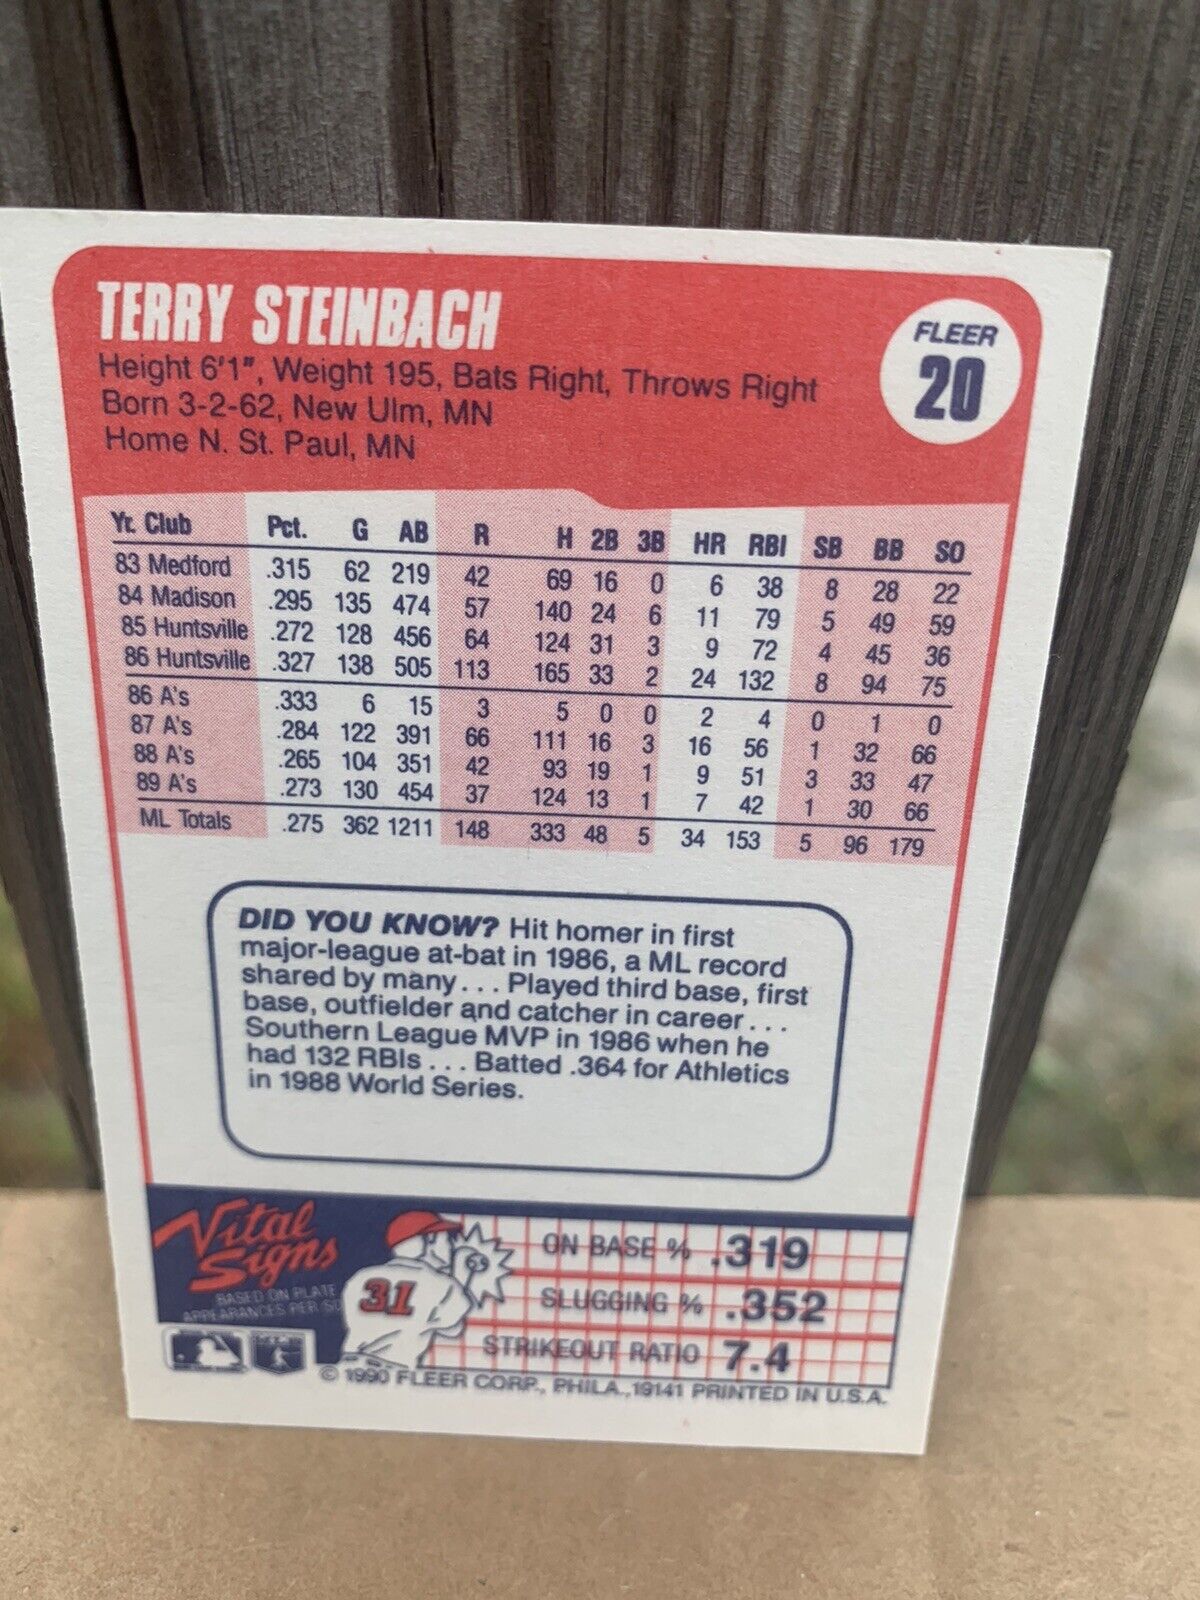 TERRY STEINBACH
FLEER
20
Height 6'1", Weight 195, Bats Right, Throws Right
Born 3-2-62, New Ulm, MN
Home N. St. Paul, MN
Yr. Club Pct. G AB R H 2B 3B HR RBI SB BB SO
83 Medford .315 62 219 42 69 16 0 6 38 8 28 22
84 Madison .295 135 474 57 140 24 6 11 79 5 49 59
85 Huntsville .272 128 456 64 124 31 3 9 72 4 45 36
86 Huntsville .327 138 505 113 165 33 2 24 132 8 94 75
86 A's .333 6 15 3 5 0 0 2 4 0 1 0
87 A's .284 122 391 66 111 16 3 16 56 1 32 66
88 A's .265 104 351 42 93 19 1 9 51 3 33 47
89 A's .273 130 454 37 124 13 1 7 42 1 30 66
ML Totals .275 362 1211 148 333 48 5 34 153 5 96 179
DID YOU KNOW? Hit homer in first
major-league at-bat in 1986, a ML record
shared by many... Played third base, first
base, outfielder and catcher in career...
Southern League MVP in 1986 when he
had 132 RBIs... Batted .364 for Athletics
in 1988 World Series.
Vital
Signs
BASED ON PLATE
APPEARANCES PER
31
ON BASE % .319
SLUGGING % .352
STRIKEOUT RATIO 7.4
© 1990 FLEER CORP., PHILA., 19141 PRINTED IN U.S.A.